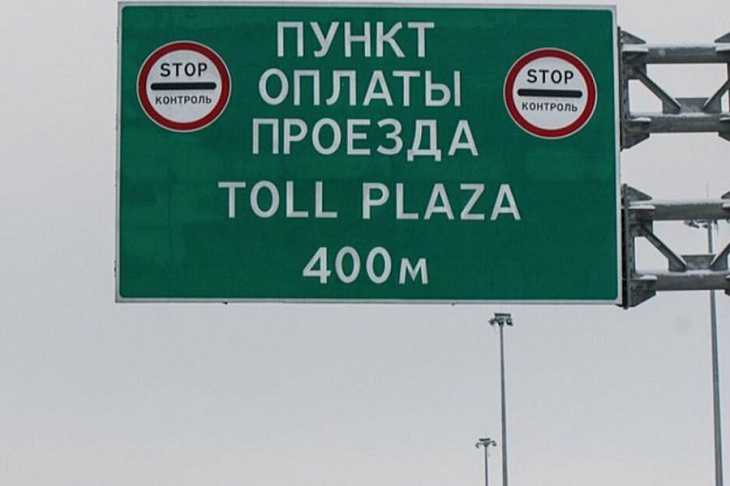 STOP
КОНТРОЛЬ
ПУНКТ
ОПЛАТЫ
ПРОЕЗДА
TOLL PLAZA
400м
STOP
КОНТРОЛЬ